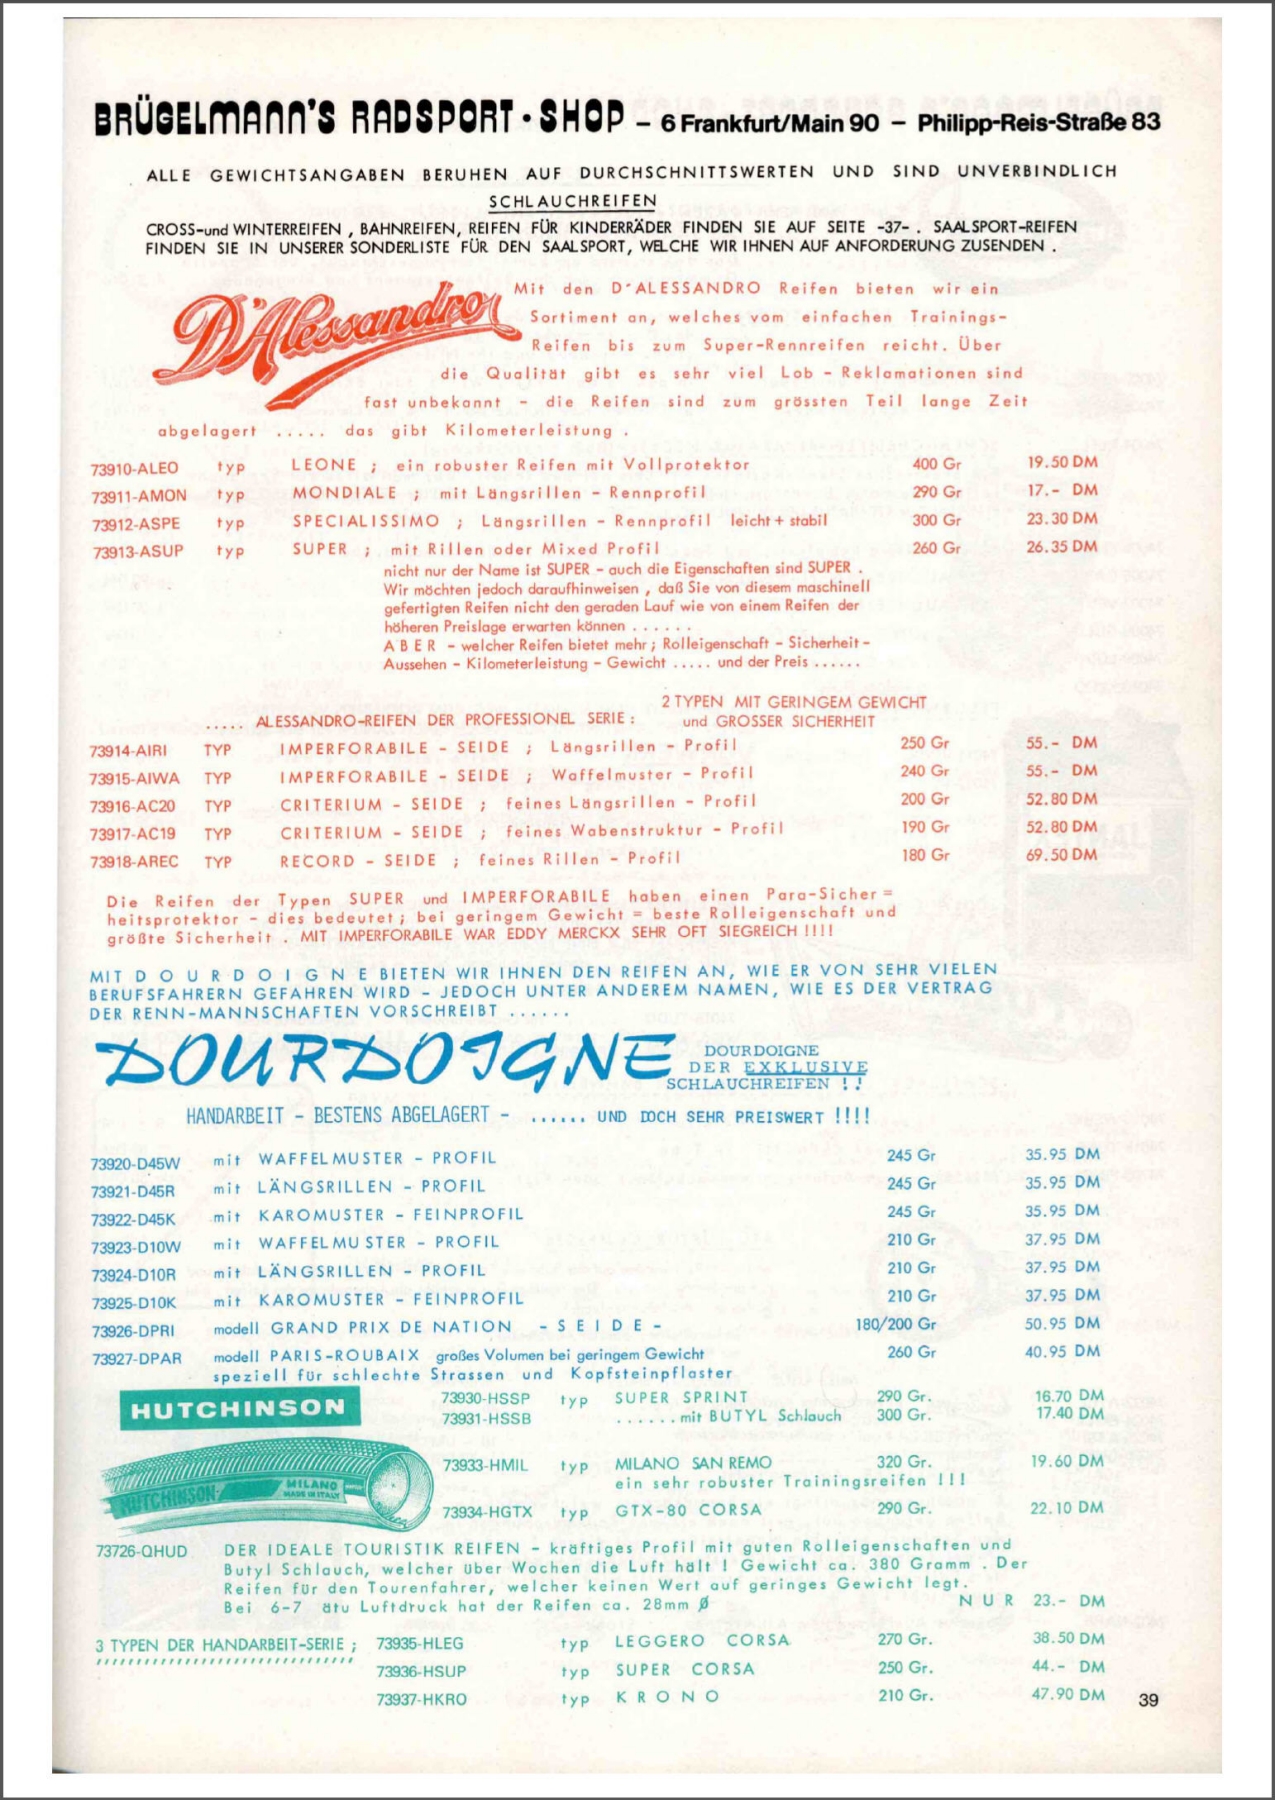 BRÜGELMANN'S RADSPORT · SHOP – 6 Frankfurt/Main 90 – Philipp-Reis-Straße 83
ALLE GEWICHTSANGABEN BERUHEN AUF DURCHSCHNITTSWERTEN UND SIND UNVERBINDLICH
SCHLAUCHREIFEN
CROSS-und WINTERREIFEN , BAHNREIFEN, REIFEN FÜR KINDERRÄDER FINDEN SIE AUF SEITE -37- . SAALSPORT-REIFEN
FINDEN SIE IN UNSERER SONDERLISTE FÜR DEN SAALSPORT, WELCHE WIR IHNEN AUF ANFORDERUNG ZUSENDEN .
D'Alessandro
Mit den D'ALESSANDRO Reifen bieten wir ein
Sortiment an, welches vom einfachen Trainings-
Reifen bis zum Super-Rennreifen reicht. Über
die Qualität gibt es sehr viel Lob - Reklamationen sind
fast unbekannt - die Reifen sind zum grössten Teil lange Zeit
abgelagert ..... das gibt Kilometerleistung .
73910-ALEO typ LEONE ; ein robuster Reifen mit Vollprotektor 400 Gr 19.50 DM
73911-AMON typ MONDIALE ; mit Längsrillen - Rennprofil 290 Gr 17.- DM
73912-ASPE typ SPECIALISSIMO ; Längsrillen - Rennprofil leicht + stabil 300 Gr 23.30 DM
73913-ASUP typ SUPER ; mit Rillen oder Mixed Profil 260 Gr 26.35 DM
nicht nur der Name ist SUPER - auch die Eigenschaften sind SUPER .
Wir möchten jedoch daraufhinweisen , daß Sie von diesem maschinell
gefertigten Reifen nicht den geraden Lauf wie von einem Reifen der
höheren Preislage erwarten können ......
A B E R - welcher Reifen bietet mehr ; Rolleigenschaft - Sicherheit -
Aussehen - Kilometerleistung - Gewicht ..... und der Preis ......
2 TYPEN MIT GERINGEM GEWICHT
..... ALESSANDRO-REIFEN DER PROFESSIONEL SERIE : und GROSSER SICHERHEIT
73914-AIRI TYP IMPERFORABILE - SEIDE ; Längsrillen - Profil 250 Gr 55.- DM
73915-AIWA TYP IMPERFORABILE - SEIDE ; Waffelmuster - Profil 240 Gr 55.- DM
73916-AC20 TYP CRITERIUM - SEIDE ; feines Längsrillen - Profil 200 Gr 52.80 DM
73917-AC19 TYP CRITERIUM - SEIDE ; feines Wabenstruktur - Profil 190 Gr 52.80 DM
73918-AREC TYP RECORD - SEIDE ; feines Rillen - Profil 180 Gr 69.50 DM
Die Reifen der Typen SUPER und IMPERFORABILE haben einen Para-Sicher =
heitsprotektor - dies bedeutet ; bei geringem Gewicht = beste Rolleigenschaft und
größte Sicherheit . MIT IMPERFORABILE WAR EDDY MERCKX SEHR OFT SIEGREICH !!!!
MIT D O U R D O I G N E BIETEN WIR IHNEN DEN REIFEN AN, WIE ER VON SEHR VIELEN
BERUFSFAHRERN GEFAHREN WIRD - JEDOCH UNTER ANDEREM NAMEN, WIE ES DER VERTRAG
DER RENN-MANNSCHAFTEN VORSCHREIBT ......
DOURDOIGNE
DOURDOIGNE
DER EXKLUSIVE
SCHLAUCHREIFEN !!
HANDARBEIT - BESTENS ABGELAGERT - ...... UND DOCH SEHR PREISWERT !!!!
73920-D45W mit WAFFELMUSTER - PROFIL 245 Gr 35.95 DM
73921-D45R mit LÄNGSRILLEN - PROFIL 245 Gr 35.95 DM
73922-D45K mit KAROMUSTER - FEINPROFIL 245 Gr 35.95 DM
73923-D10W mit WAFFELMUSTER - PROFIL 210 Gr 37.95 DM
73924-D10R mit LÄNGSRILLEN - PROFIL 210 Gr 37.95 DM
73925-D10K mit KAROMUSTER - FEINPROFIL 210 Gr 37.95 DM
73926-DPRI modell GRAND PRIX DE NATION - S E I D E - 180/200 Gr 50.95 DM
73927-DPAR modell PARIS-ROUBAIX großes Volumen bei geringem Gewicht 260 Gr 40.95 DM
speziell für schlechte Strassen und Kopfsteinpflaster
HUTCHINSON
73930-HSSP typ SUPER SPRINT 290 Gr. 16.70 DM
73931-HSSB ......mit BUTYL Schlauch 300 Gr. 17.40 DM
73933-HMIL typ MILANO SAN REMO 320 Gr. 19.60 DM
ein sehr robuster Trainingsreifen !!!
HUTCHINSON
MILANO
MADE IN ITALY
73934-HGTX typ GTX-80 CORSA 290 Gr. 22.10 DM
73726-QHUD DER IDEALE TOURISTIK REIFEN - kräftiges Profil mit guten Rolleigenschaften und
Butyl Schlauch, welcher über Wochen die Luft hält ! Gewicht ca. 380 Gramm . Der
Reifen für den Tourenfahrer, welcher keinen Wert auf geringes Gewicht legt.
Bei 6-7 ätu Luftdruck hat der Reifen ca. 28mm Ø N U R 23.- DM
3 TYPEN DER HANDARBEIT-SERIE ; 73935-HLEG typ LEGGERO CORSA 270 Gr. 38.50 DM
73936-HSUP typ SUPER CORSA 250 Gr. 44.- DM
73937-HKRO typ K R O N O 210 Gr. 47.90 DM
39